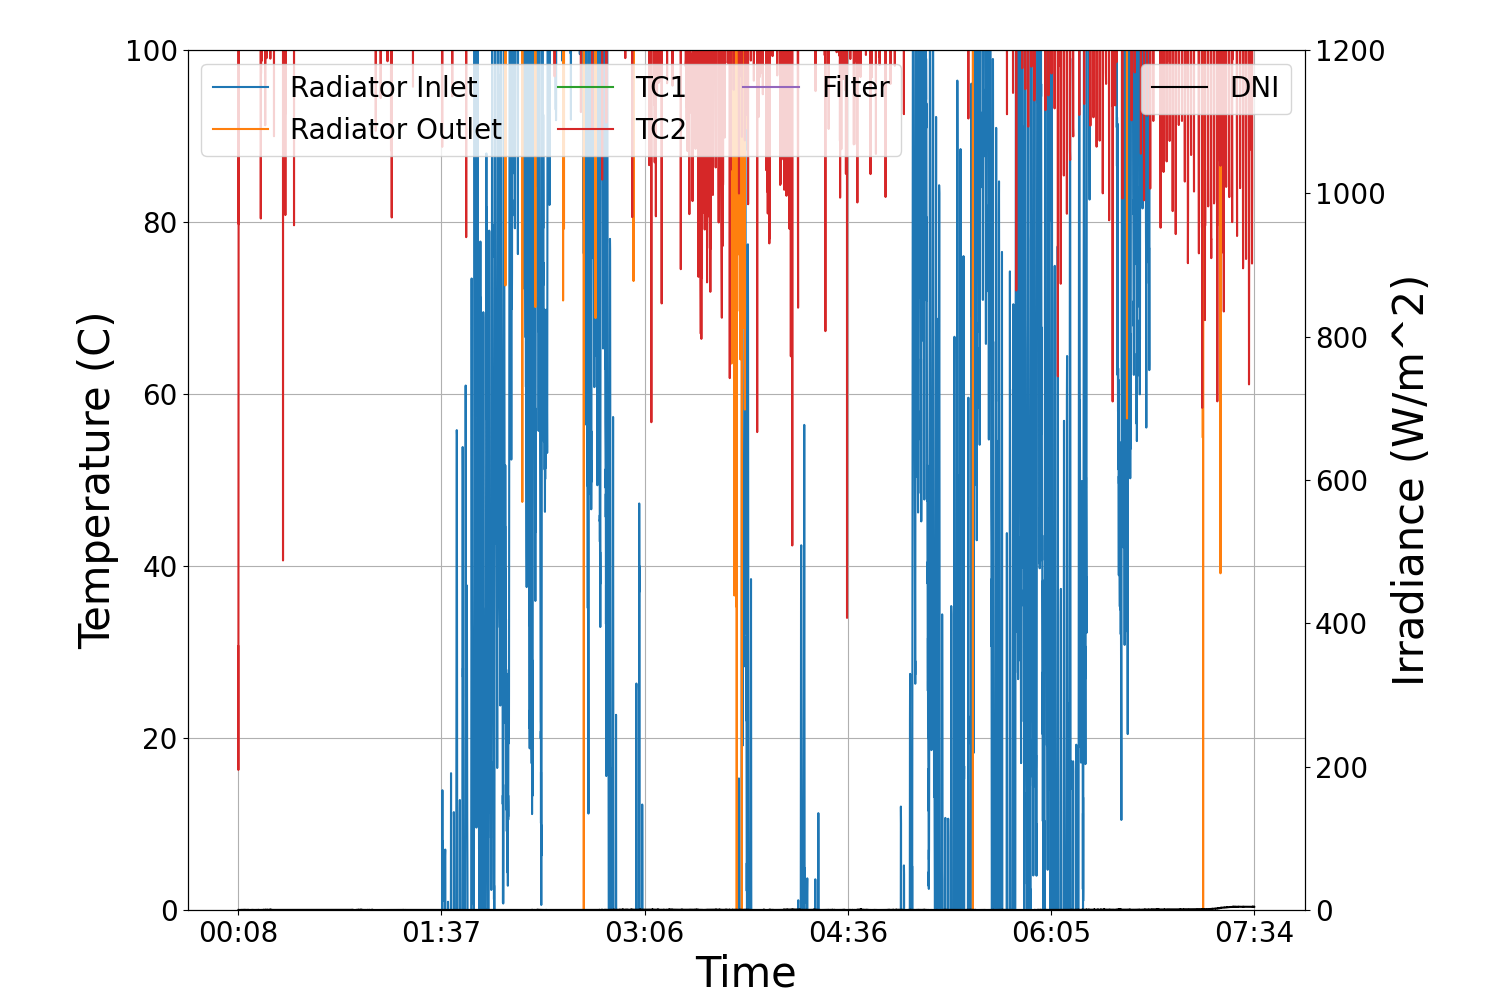 100
80
60
40
20
0
Temperature (C)
Radiator Inlet
Radiator Outlet
TC1
TC2
Filter
DNI
1200
1000
800
600
400
200
0
Irradiance (W/m^2)
00:08
01:37
03:06
04:36
06:05
07:34
Time